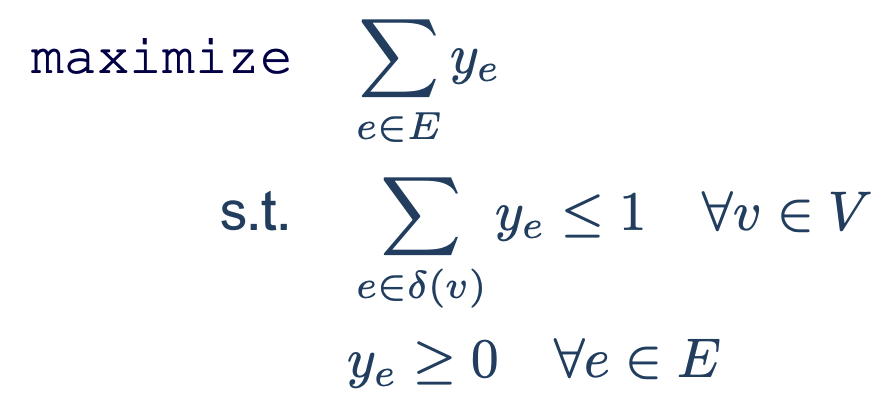 maximize ∑_{e∈E} y_e
s.t. ∑_{e∈δ(v)} y_e ≤ 1 ∀v ∈ V
y_e ≥ 0 ∀e ∈ E